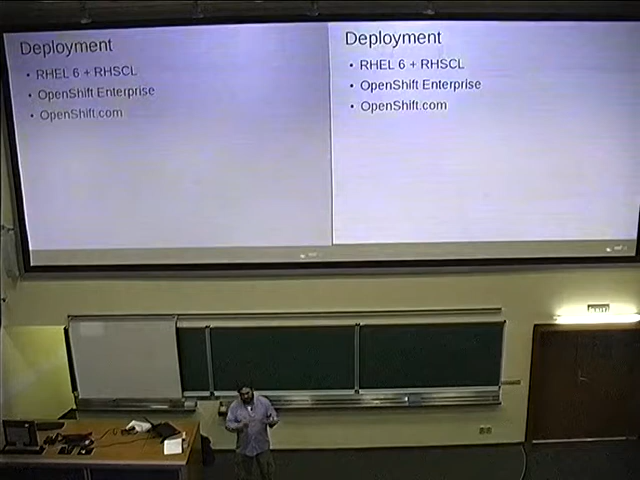 Deployment
• RHEL 6 + RHSCL
• OpenShift Enterprise
• OpenShift.com
Deployment
• RHEL 6 + RHSCL
• OpenShift Enterprise
• OpenShift.com